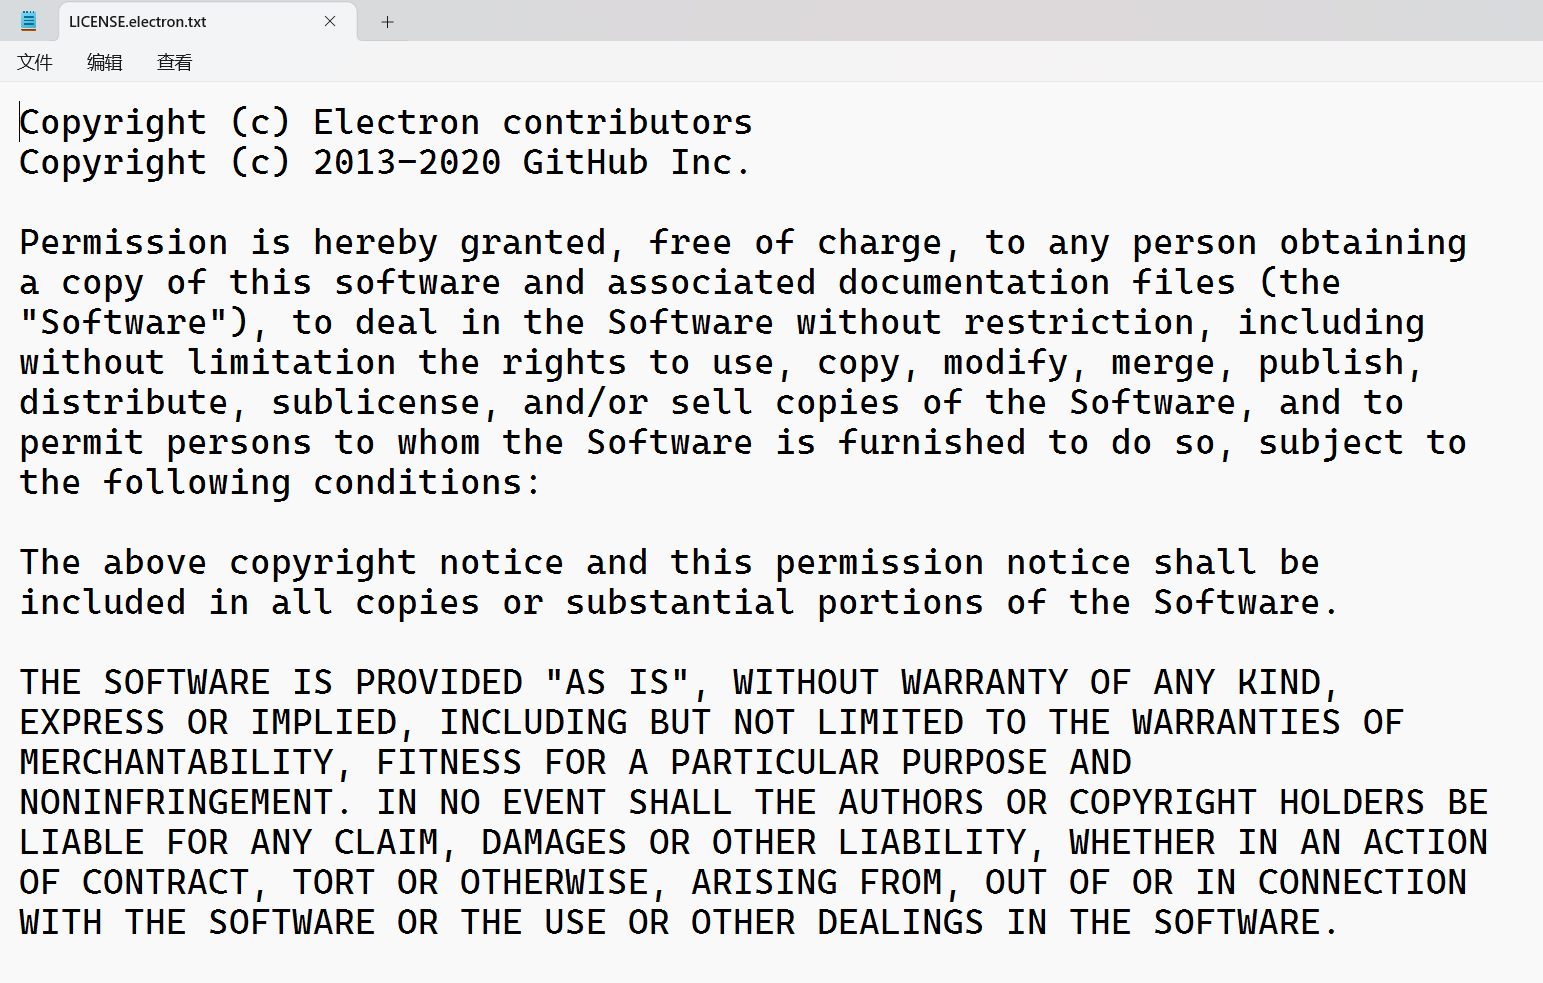 LICENSE.electron.txt
文件 编辑 查看
Copyright (c) Electron contributors
Copyright (c) 2013-2020 GitHub Inc.
Permission is hereby granted, free of charge, to any person obtaining
a copy of this software and associated documentation files (the
"Software"), to deal in the Software without restriction, including
without limitation the rights to use, copy, modify, merge, publish,
distribute, sublicense, and/or sell copies of the Software, and to
permit persons to whom the Software is furnished to do so, subject to
the following conditions:
The above copyright notice and this permission notice shall be
included in all copies or substantial portions of the Software.
THE SOFTWARE IS PROVIDED "AS IS", WITHOUT WARRANTY OF ANY KIND,
EXPRESS OR IMPLIED, INCLUDING BUT NOT LIMITED TO THE WARRANTIES OF
MERCHANTABILITY, FITNESS FOR A PARTICULAR PURPOSE AND
NONINFRINGEMENT. IN NO EVENT SHALL THE AUTHORS OR COPYRIGHT HOLDERS BE
LIABLE FOR ANY CLAIM, DAMAGES OR OTHER LIABILITY, WHETHER IN AN ACTION
OF CONTRACT, TORT OR OTHERWISE, ARISING FROM, OUT OF OR IN CONNECTION
WITH THE SOFTWARE OR THE USE OR OTHER DEALINGS IN THE SOFTWARE.